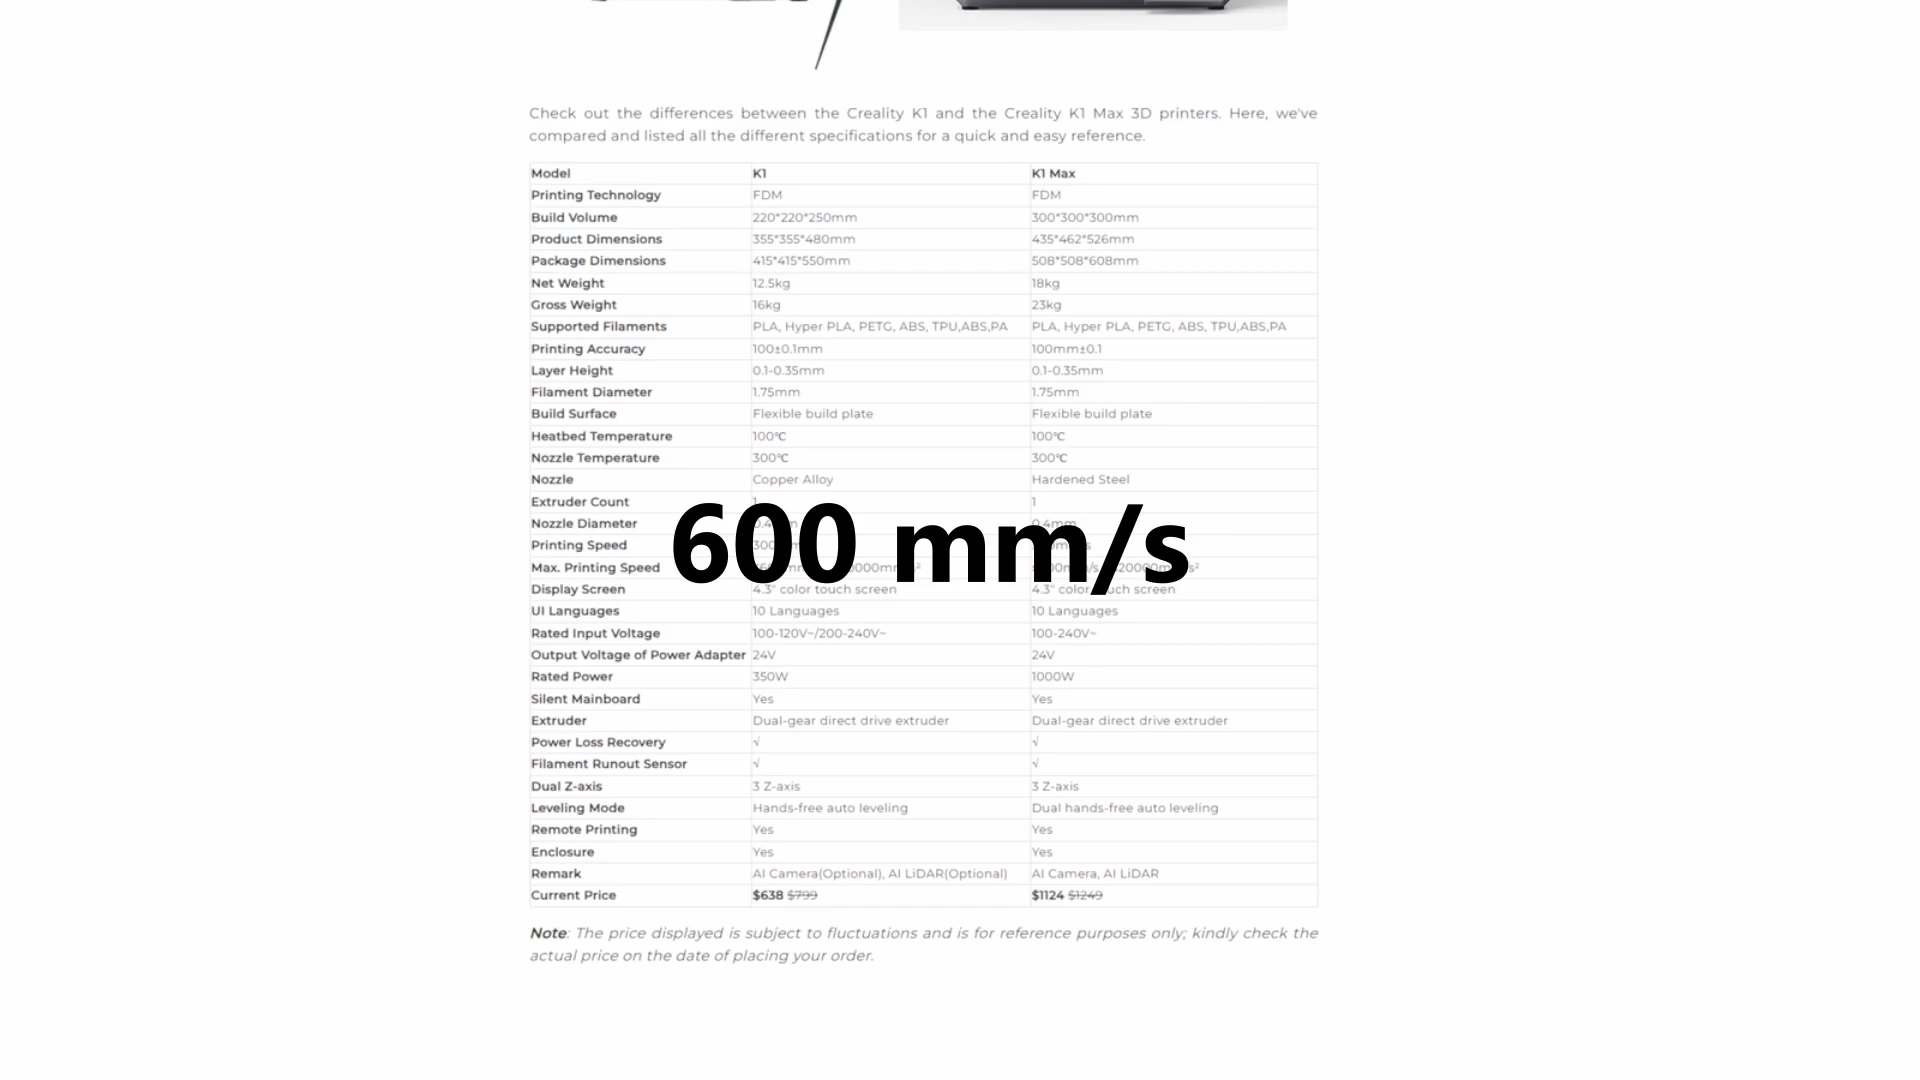 Check out the differences between the Creality K1 and the Creality K1 Max 3D printers. Here, we've
compared and listed all the different specifications for a quick and easy reference.
Model K1 K1 Max
Printing Technology FDM FDM
Build Volume 220*220*250mm 300*300*300mm
Product Dimensions 355*355*480mm 435*462*526mm
Package Dimensions 415*415*550mm 508*508*608mm
Net Weight 12.5kg 18kg
Gross Weight 16kg 23kg
Supported Filaments PLA, Hyper PLA, PETG, ABS, TPU,ABS,PA PLA, Hyper PLA, PETG, ABS, TPU,ABS,PA
Printing Accuracy 100±0.1mm 100mm±0.1
Layer Height 0.1-0.35mm 0.1-0.35mm
Filament Diameter 1.75mm 1.75mm
Build Surface Flexible build plate Flexible build plate
Heatbed Temperature 100℃ 100℃
Nozzle Temperature 300℃ 300℃
Nozzle Copper Alloy Hardened Steel
Extruder Count 1 1
Nozzle Diameter 0.4mm
Printing Speed
600 mm/s
Max. Printing Speed
Display Screen 4.3" color touch screen 4.3" color touch screen
UI Languages 10 Languages 10 Languages
Rated Input Voltage 100-120V~/200-240V~ 100-240V~
Output Voltage of Power Adapter 24V 24V
Rated Power 350W 1000W
Silent Mainboard Yes Yes
Extruder Dual-gear direct drive extruder Dual-gear direct drive extruder
Power Loss Recovery √ √
Filament Runout Sensor √ √
Dual Z-axis 3 Z-axis 3 Z-axis
Leveling Mode Hands-free auto leveling Dual hands-free auto leveling
Remote Printing Yes Yes
Enclosure Yes Yes
Remark AI Camera(Optional), AI LiDAR(Optional) AI Camera, AI LiDAR
Current Price $638 $799 $1124 $1249
Note: The price displayed is subject to fluctuations and is for reference purposes only; kindly check the
actual price on the date of placing your order.